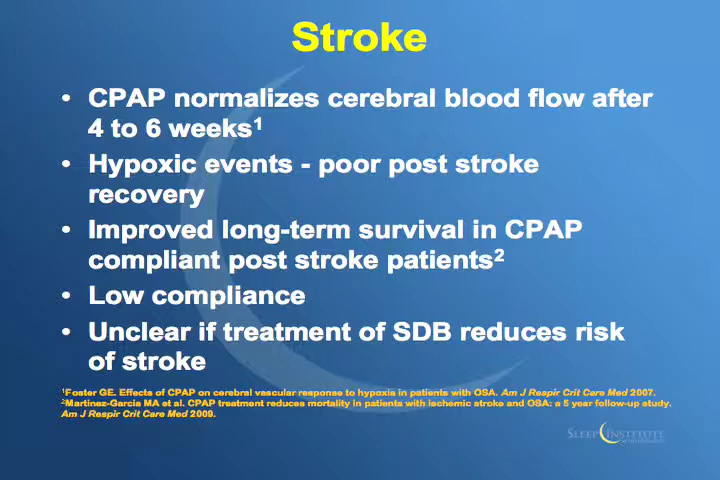 Stroke
• CPAP normalizes cerebral blood flow after
4 to 6 weeks¹
• Hypoxic events - poor post stroke
recovery
• Improved long-term survival in CPAP
compliant post stroke patients²
• Low compliance
• Unclear if treatment of SDB reduces risk
of stroke
¹Foster GE. Effects of CPAP on cerebral vascular response to hypoxia in patients with OSA. Am J Respir Crit Care Med 2007.
²Martinez-Garcia MA et al. CPAP treatment reduces mortality in patients with ischemic stroke and OSA: a 5 year follow-up study.
Am J Respir Crit Care Med 2009.
SLEEP INSTITUTE